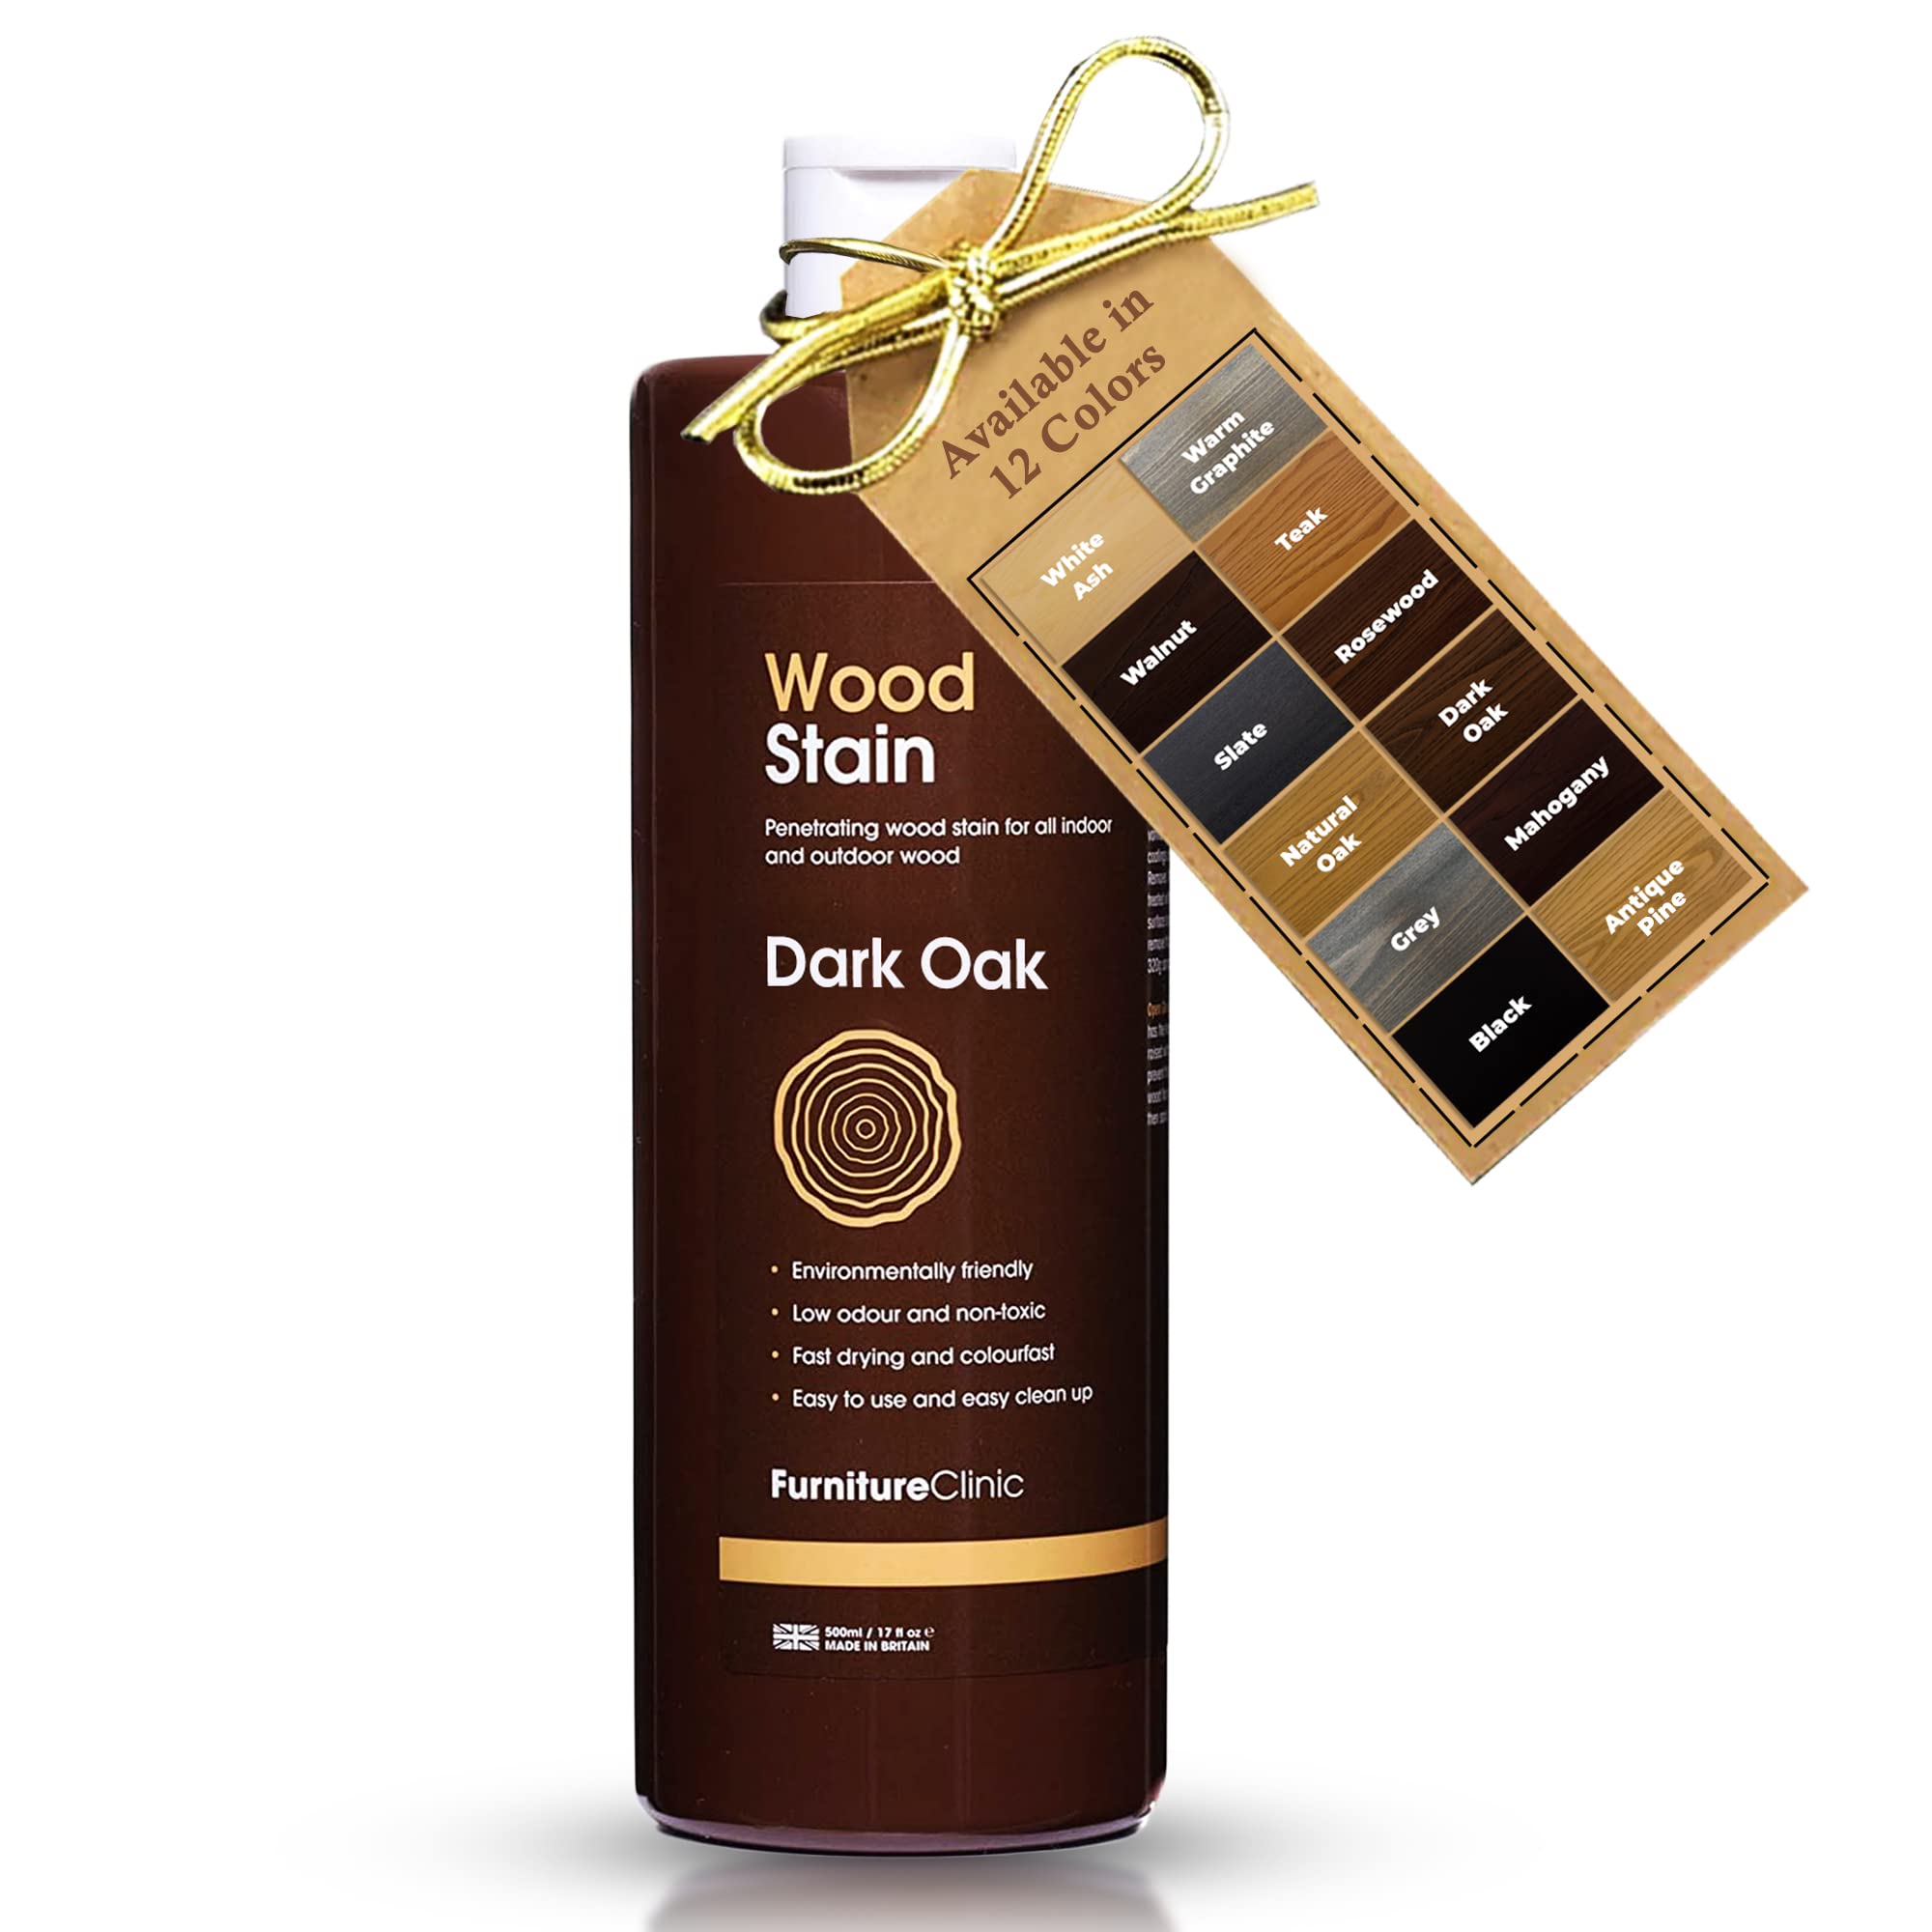 Available in
12 Colors
Warm
Graphite
White
Ash
Teak
Walnut
Rosewood
Slate
Dark
Oak
Natural
Oak
Mahogany
Grey
Antique
Pine
Black
Wood
Stain
Penetrating wood stain for all indoor
and outdoor wood
Dark Oak
• Environmentally friendly
• Low odour and non-toxic
• Fast drying and colourfast
• Easy to use and easy clean up
FurnitureClinic
500ml / 17 fl oz ℮
MADE IN BRITAIN